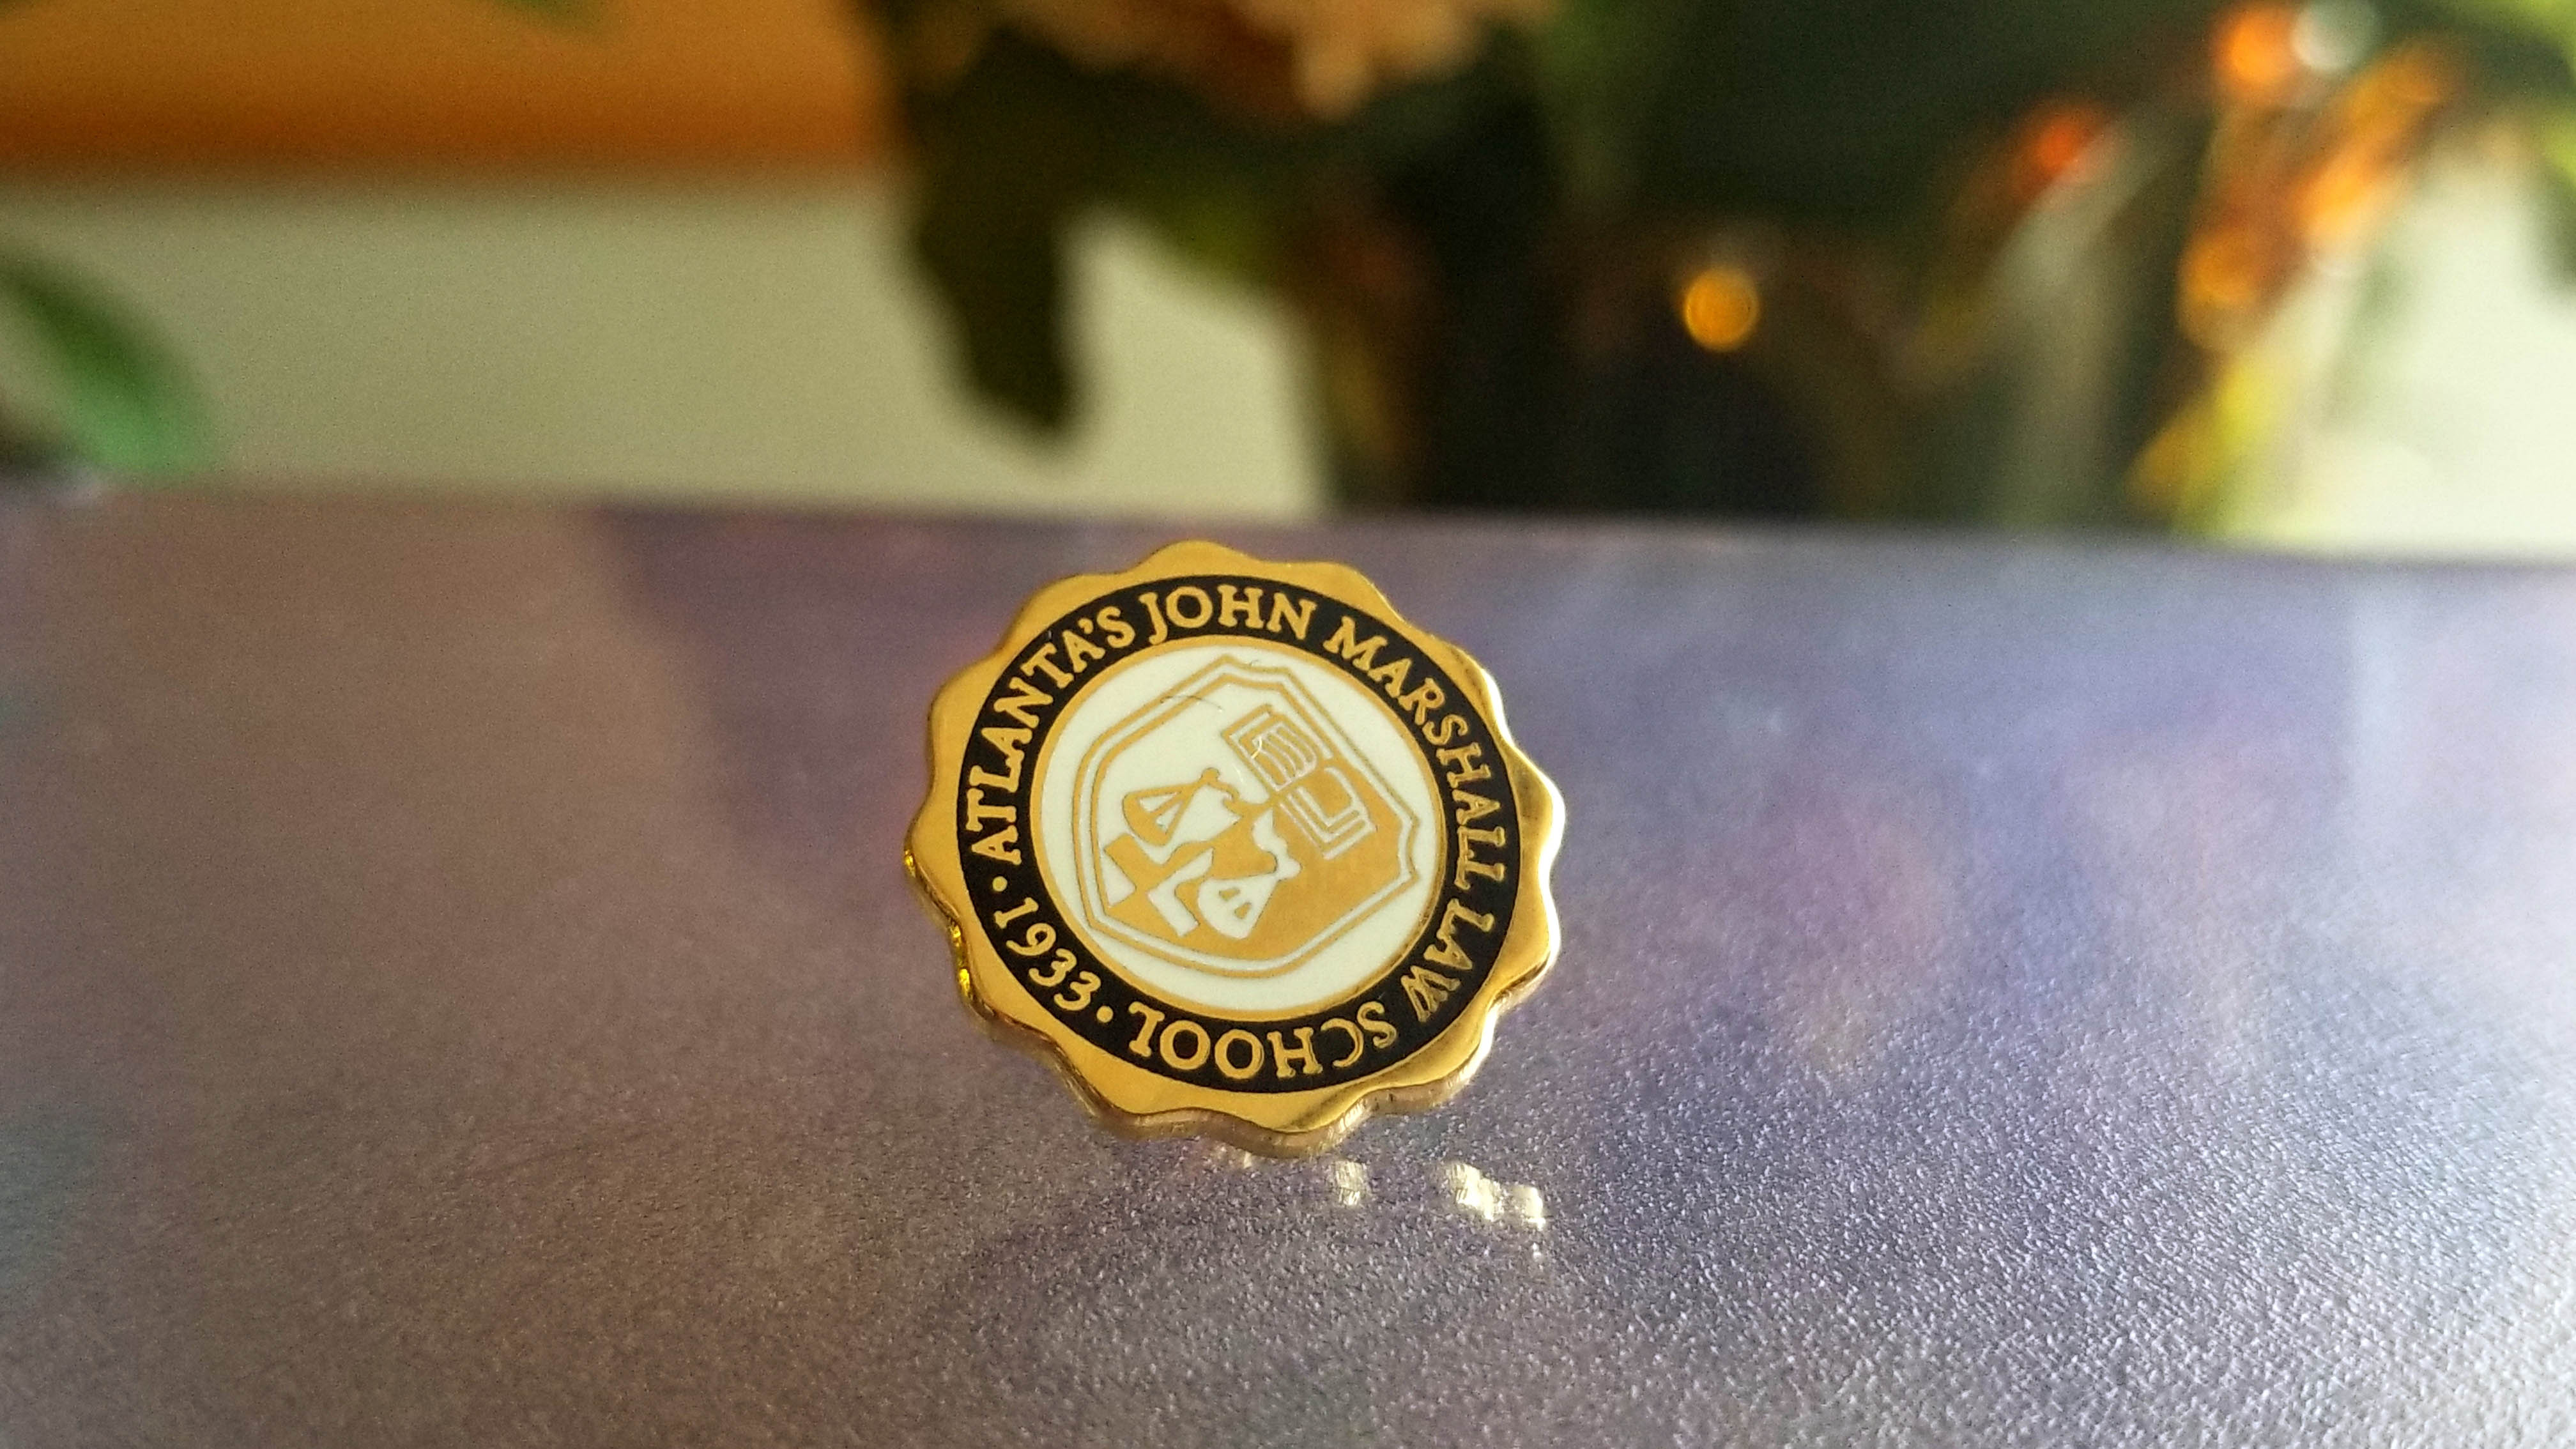 ATLANTA'S JOHN MARSHALL LAW SCHOOL • 1933 •